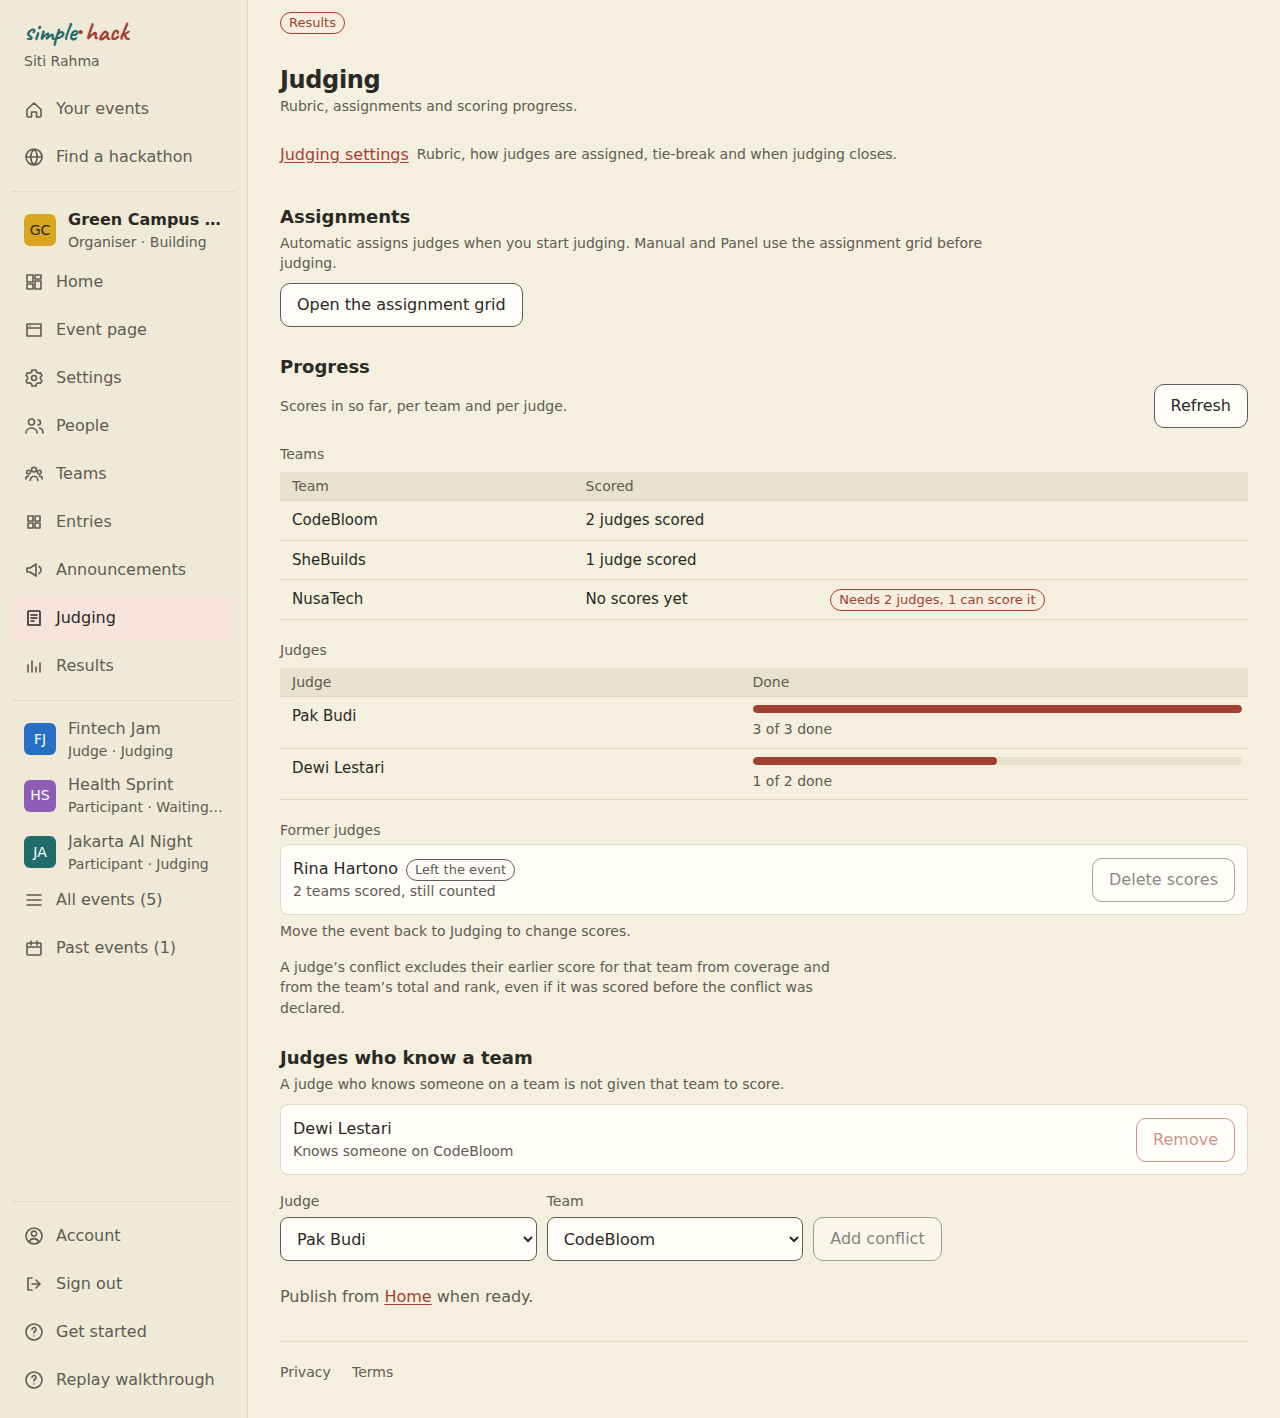 simple·hack
Siti Rahma
Your events
Find a hackathon
GC
Green Campus …
Organiser · Building
Home
Event page
Settings
People
Teams
Entries
Announcements
Judging
Results
FJ
Fintech Jam
Judge · Judging
HS
Health Sprint
Participant · Waiting…
JA
Jakarta AI Night
Participant · Judging
All events (5)
Past events (1)
Account
Sign out
Get started
Replay walkthrough
Results
Judging
Rubric, assignments and scoring progress.
Judging settings Rubric, how judges are assigned, tie-break and when judging closes.
Assignments
Automatic assigns judges when you start judging. Manual and Panel use the assignment grid before
judging.
Open the assignment grid
Progress
Scores in so far, per team and per judge.
Refresh
Teams
Team Scored
CodeBloom 2 judges scored
SheBuilds 1 judge scored
NusaTech No scores yet Needs 2 judges, 1 can score it
Judges
Judge Done
Pak Budi
3 of 3 done
Dewi Lestari
1 of 2 done
Former judges
Rina Hartono Left the event
2 teams scored, still counted
Delete scores
Move the event back to Judging to change scores.
A judge’s conflict excludes their earlier score for that team from coverage and
from the team’s total and rank, even if it was scored before the conflict was
declared.
Judges who know a team
A judge who knows someone on a team is not given that team to score.
Dewi Lestari
Knows someone on CodeBloom
Remove
Judge Team
Pak Budi CodeBloom Add conflict
Publish from Home when ready.
Privacy Terms